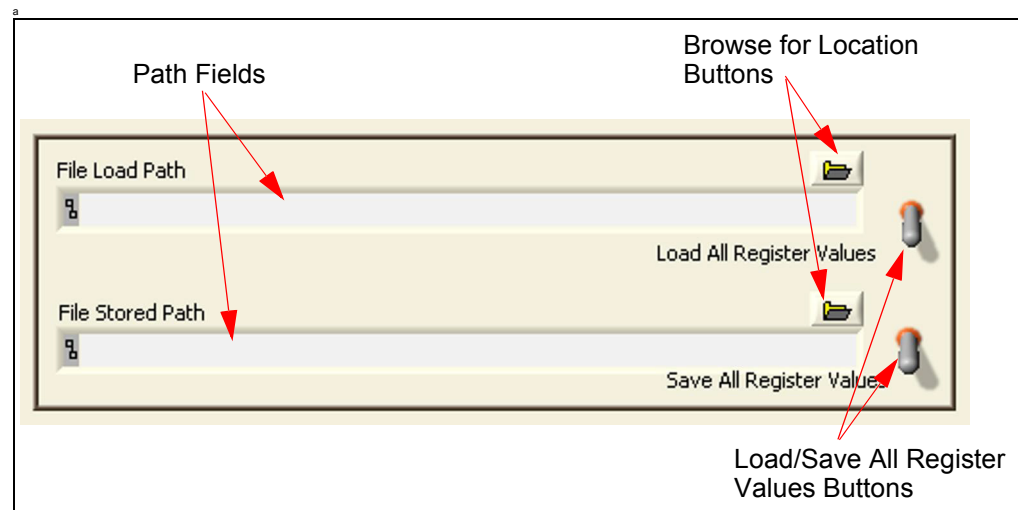 a
Browse for Location
Buttons
Path Fields
File Load Path
Load All Register Values
File Stored Path
Save All Register Values
Load/Save All Register
Values Buttons